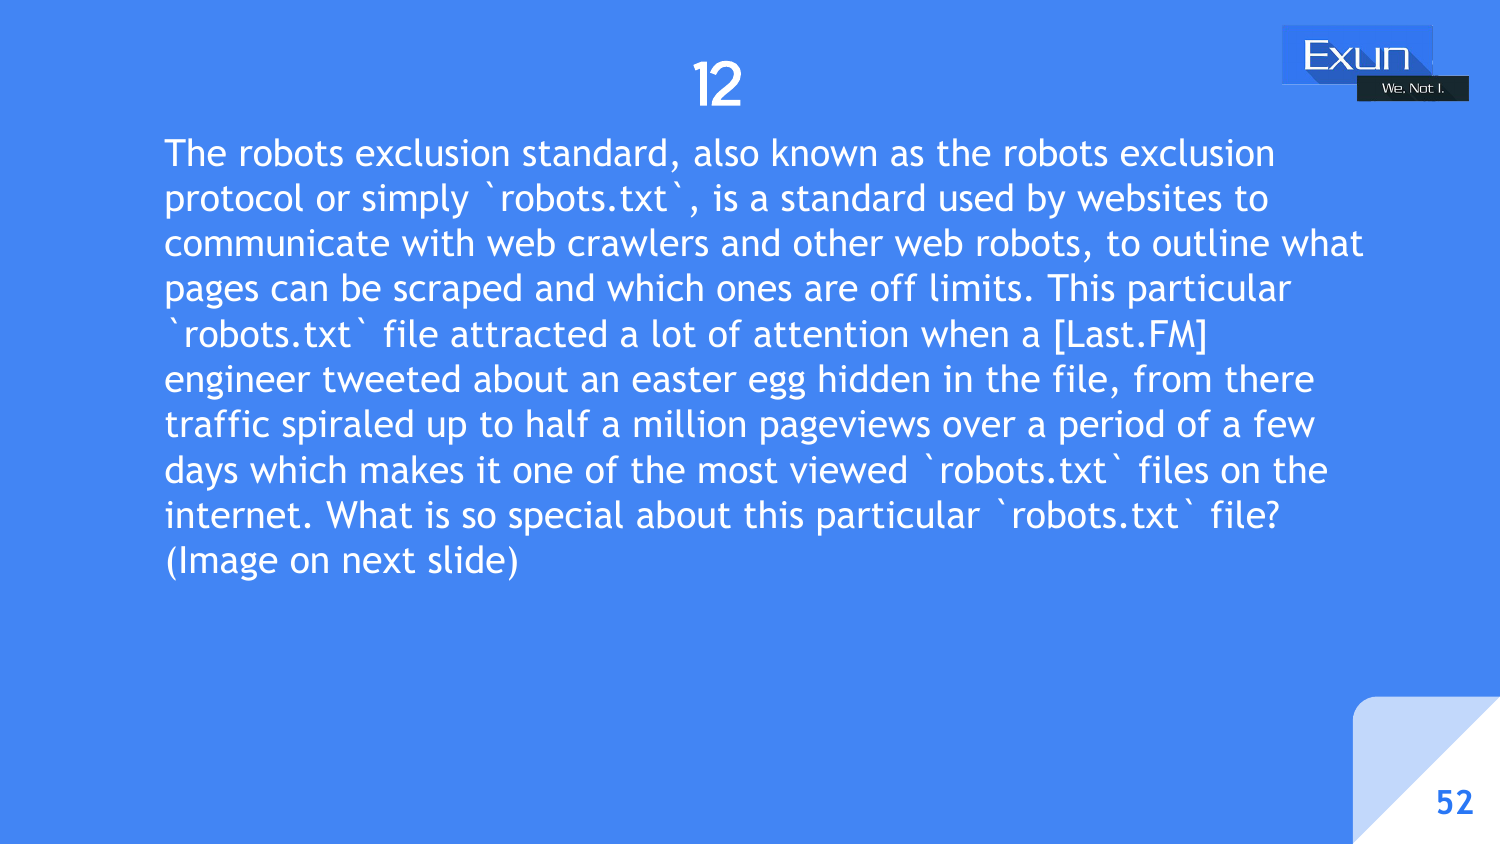 Exun
We, Not I.
12
The robots exclusion standard, also known as the robots exclusion
protocol or simply `robots.txt`, is a standard used by websites to
communicate with web crawlers and other web robots, to outline what
pages can be scraped and which ones are off limits. This particular
`robots.txt` file attracted a lot of attention when a [Last.FM]
engineer tweeted about an easter egg hidden in the file, from there
traffic spiraled up to half a million pageviews over a period of a few
days which makes it one of the most viewed `robots.txt` files on the
internet. What is so special about this particular `robots.txt` file?
(Image on next slide)
52